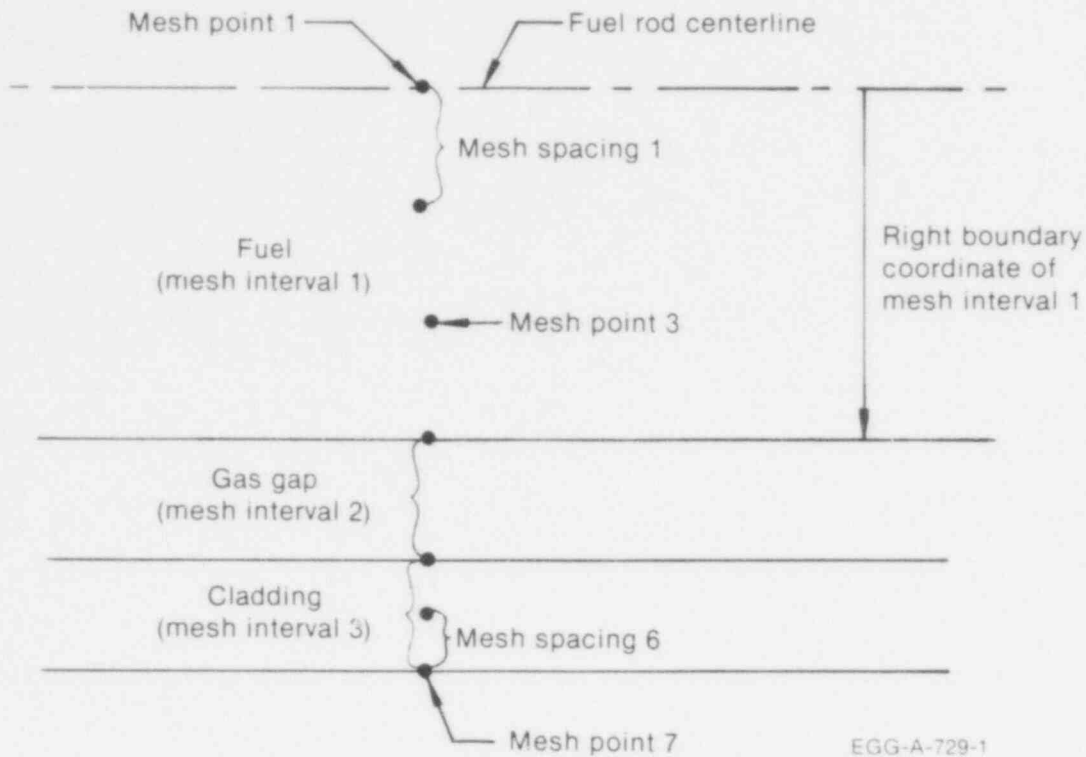 Mesh point 1
Fuel rod centerline
Mesh spacing 1
Fuel
(mesh interval 1)
Right boundary
coordinate of
mesh interval 1
Mesh point 3
Gas gap
(mesh interval 2)
Cladding
(mesh interval 3)
Mesh spacing 6
Mesh point 7
EGG-A-729-1